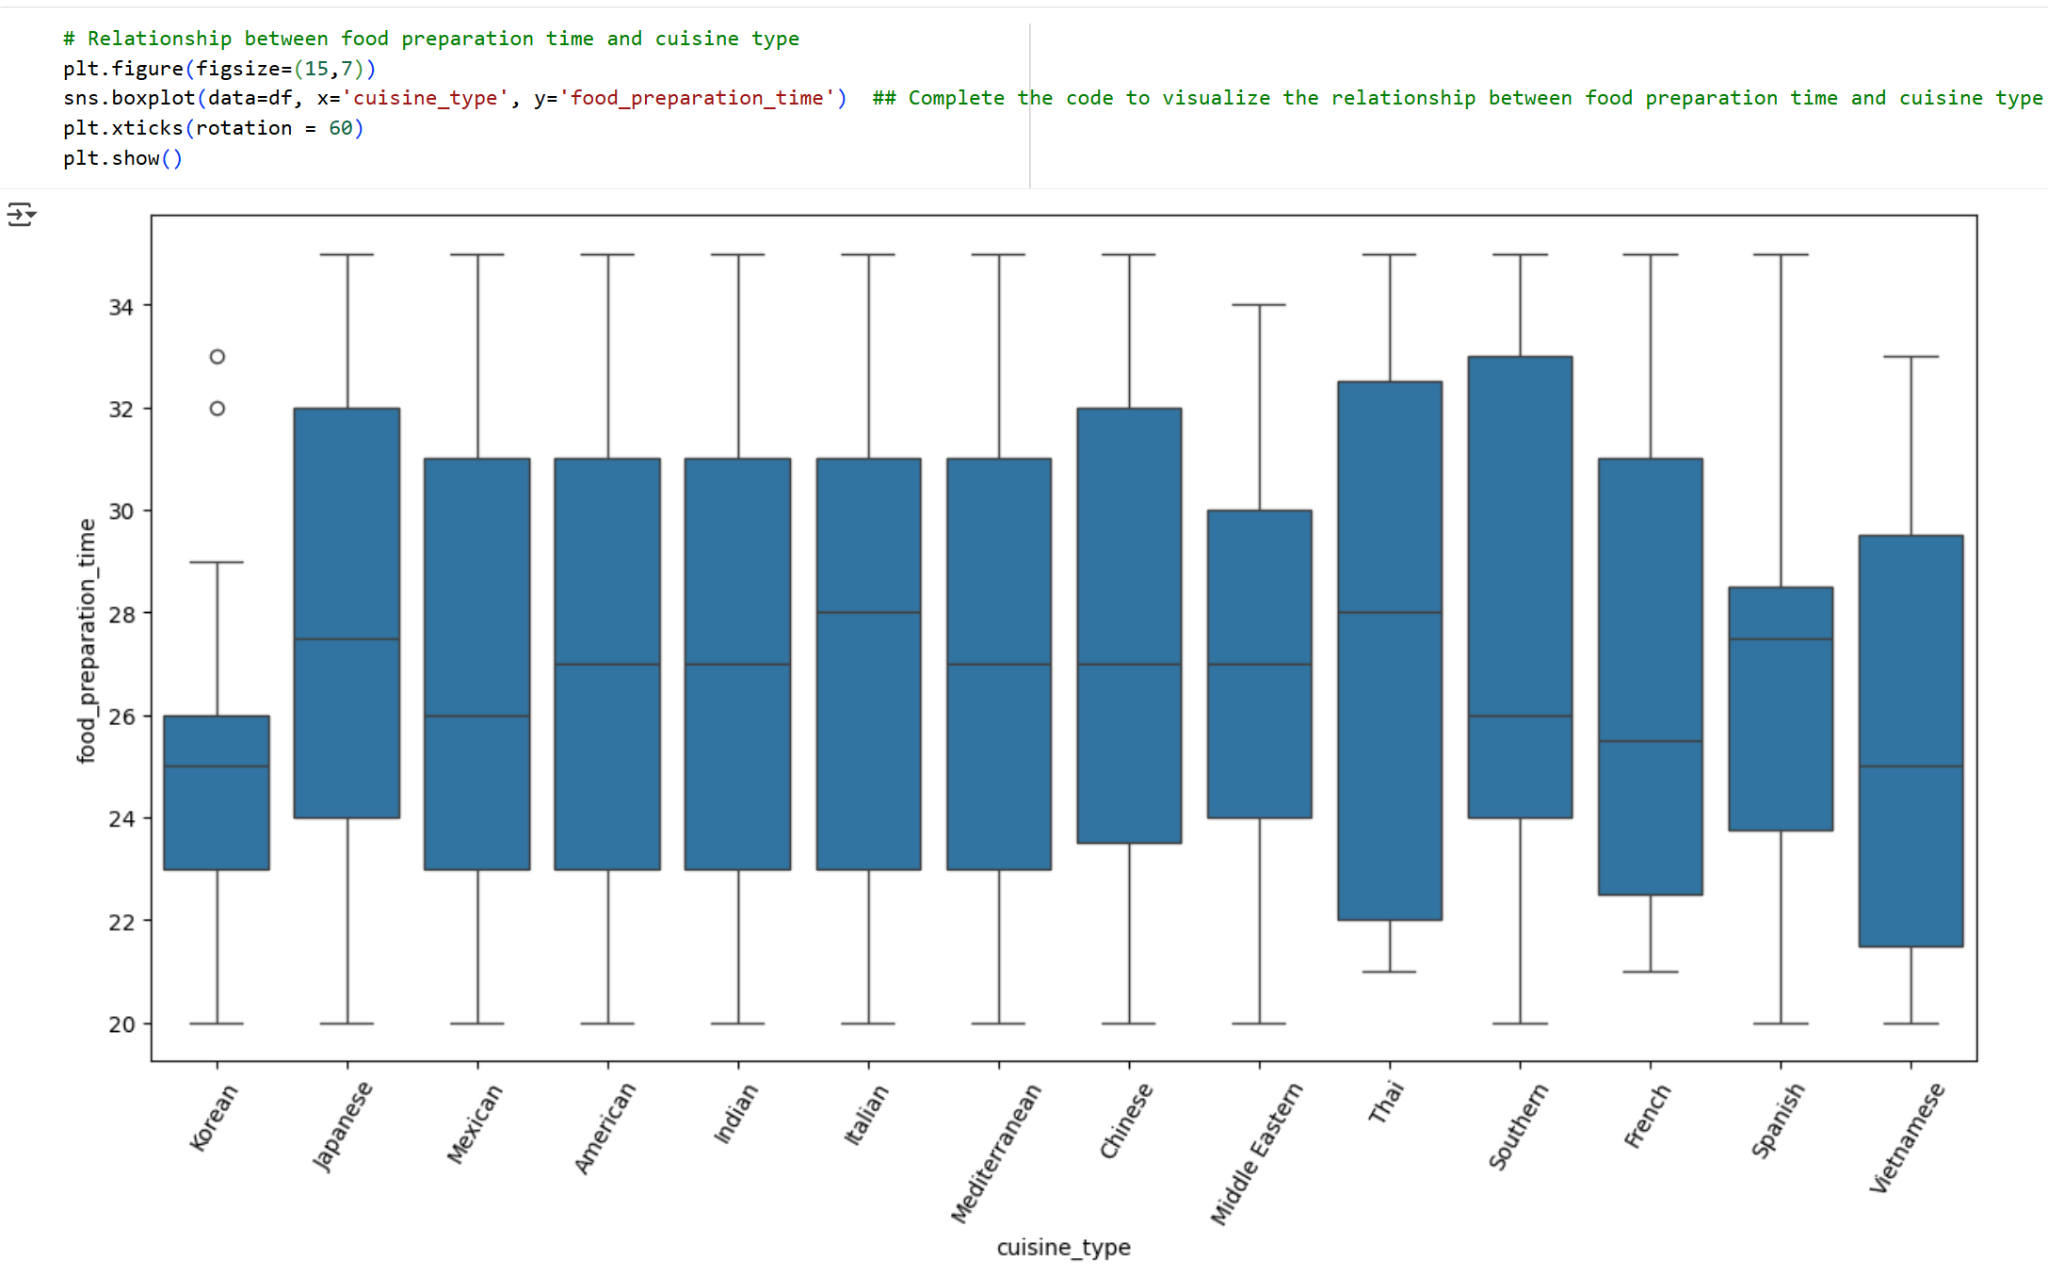 # Relationship between food preparation time and cuisine type
plt.figure(figsize=(15,7))
sns.boxplot(data=df, x='cuisine_type', y='food_preparation_time')  ## Complete the code to visualize the relationship between food preparation time and cuisine type
plt.xticks(rotation = 60)
plt.show()
food_preparation_time
34
32
30
28
26
24
22
20
Korean
Japanese
Mexican
American
Indian
Italian
Mediterranean
Chinese
Middle Eastern
Thai
Southern
French
Spanish
Vietnamese
cuisine_type